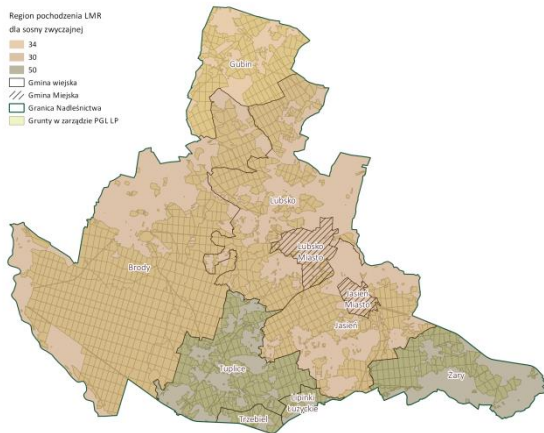 Region pochodzenia LMR
dla sosny zwyczajnej
34
30
50
Gmina wiejska
Gmina Miejska
Granica Nadleśnictwa
Grunty w zarządzie PGL LP
Gubin
Lubsko
Lubsko
Miasto
Brody
Jasień
Miasto
Jasień
Tuplice
Żary
Lipinki
Łużyckie
Trzebiel